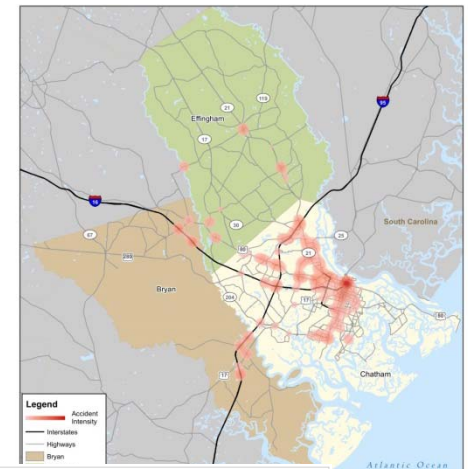 95
Effingham
21
119
17
16
South Carolina
30
67
80
25
21
280
Bryan
204
17
80
Chatham
17
Legend
Accident
Intensity
Interstates
Highways
Bryan
Atlantic Ocean